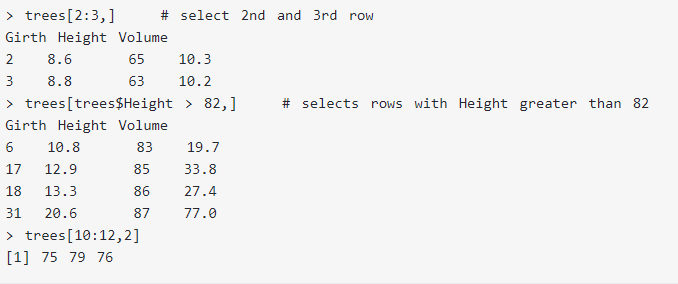 > trees[2:3,] # select 2nd and 3rd row
Girth Height Volume
2 8.6 65 10.3
3 8.8 63 10.2
> trees[trees$Height > 82,] # selects rows with Height greater than 82
Girth Height Volume
6 10.8 83 19.7
17 12.9 85 33.8
18 13.3 86 27.4
31 20.6 87 77.0
> trees[10:12,2]
[1] 75 79 76